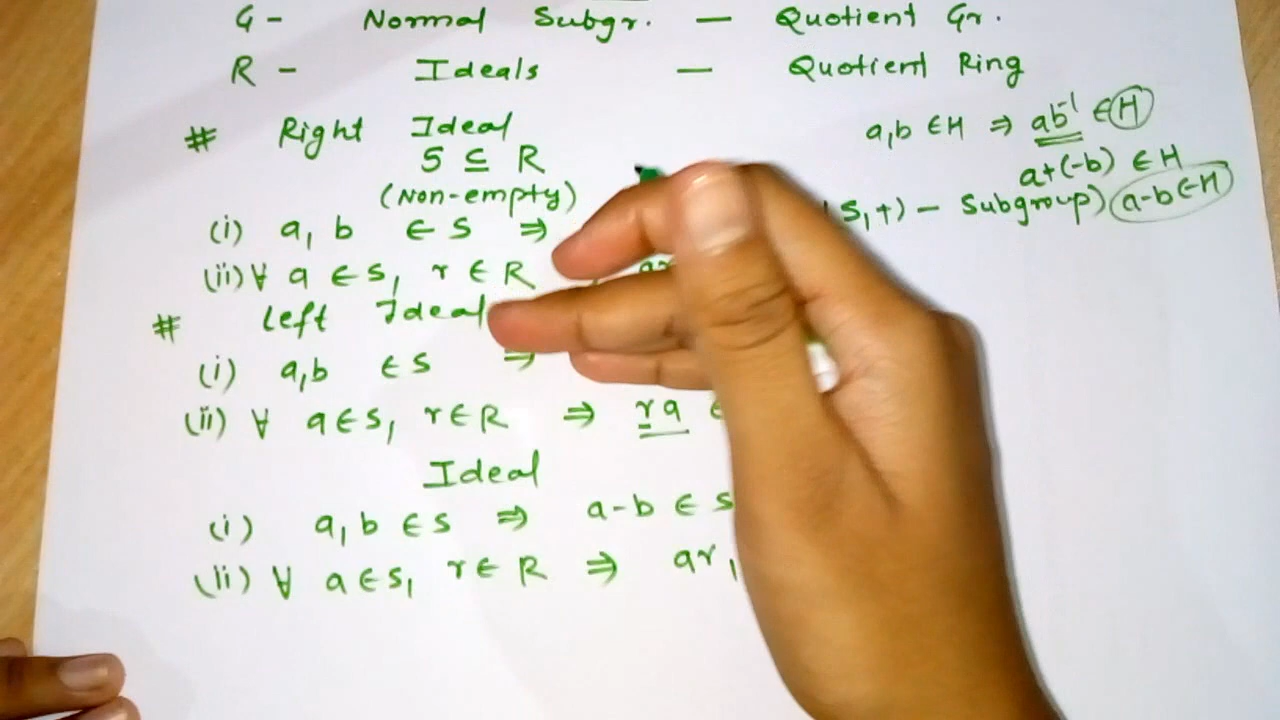 G - Normal Subgr. — Quotient Gr.
R - Ideals — Quotient Ring
# Right Ideal
a, b ∈ H ⇒ ab⁻¹ ∈ H
S ⊆ R
a+(-b) ∈ H
(Non-empty)
S, +) - Subgroup) a-b ∈ H
(i) a, b ∈ S ⇒
(ii) ∀ a ∈ S, r ∈ R ar
# Left Ideal
(i) a,b ∈ S ⇒
(ii) ∀ a ∈ S, r ∈ R ⇒ ra ∈
Ideal
(i) a, b ∈ S ⇒ a-b ∈ S
(ii) ∀ a ∈ S, r ∈ R ⇒ ar,